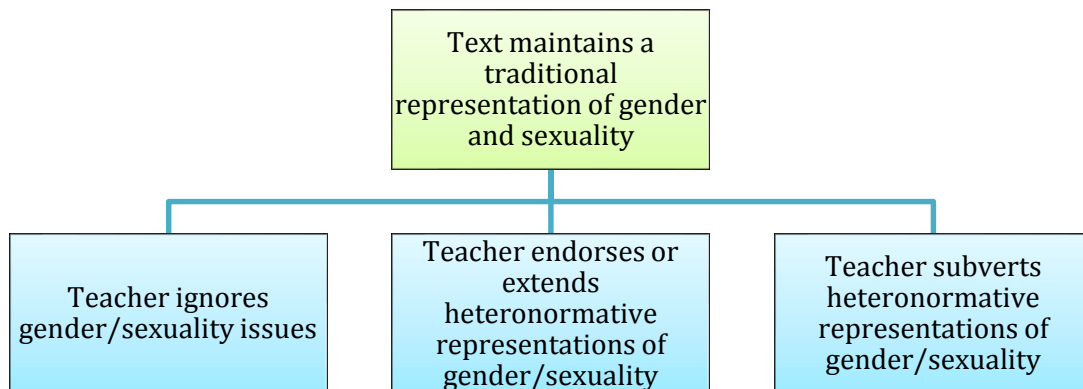 Text maintains a
traditional
representation of gender
and sexuality
Teacher ignores
gender/sexuality issues
Teacher endorses or
extends
heteronormative
representations of
gender/sexuality
Teacher subverts
heteronormative
representations of
gender/sexuality